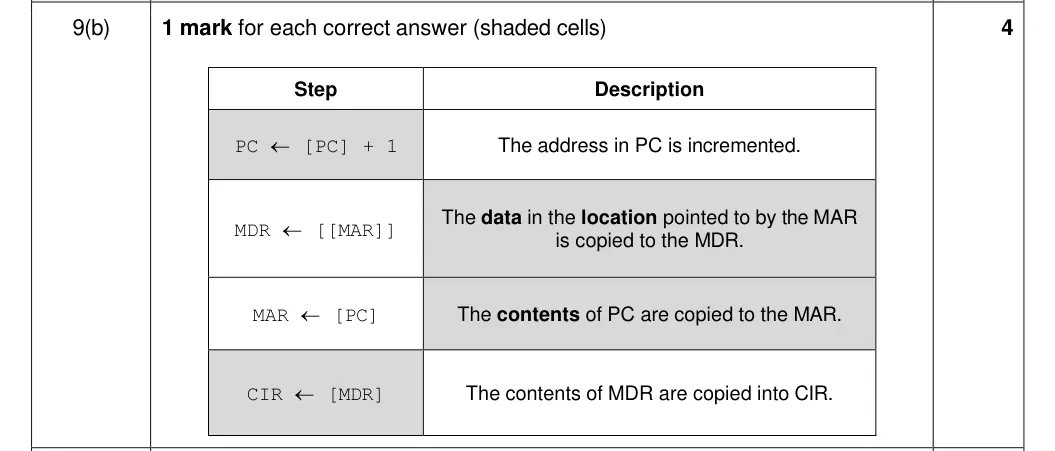 9(b)
1 mark for each correct answer (shaded cells)
4
Step
Description
PC ← [PC] + 1
The address in PC is incremented.
MDR ← [[MAR]]
The data in the location pointed to by the MAR
is copied to the MDR.
MAR ← [PC]
The contents of PC are copied to the MAR.
CIR ← [MDR]
The contents of MDR are copied into CIR.